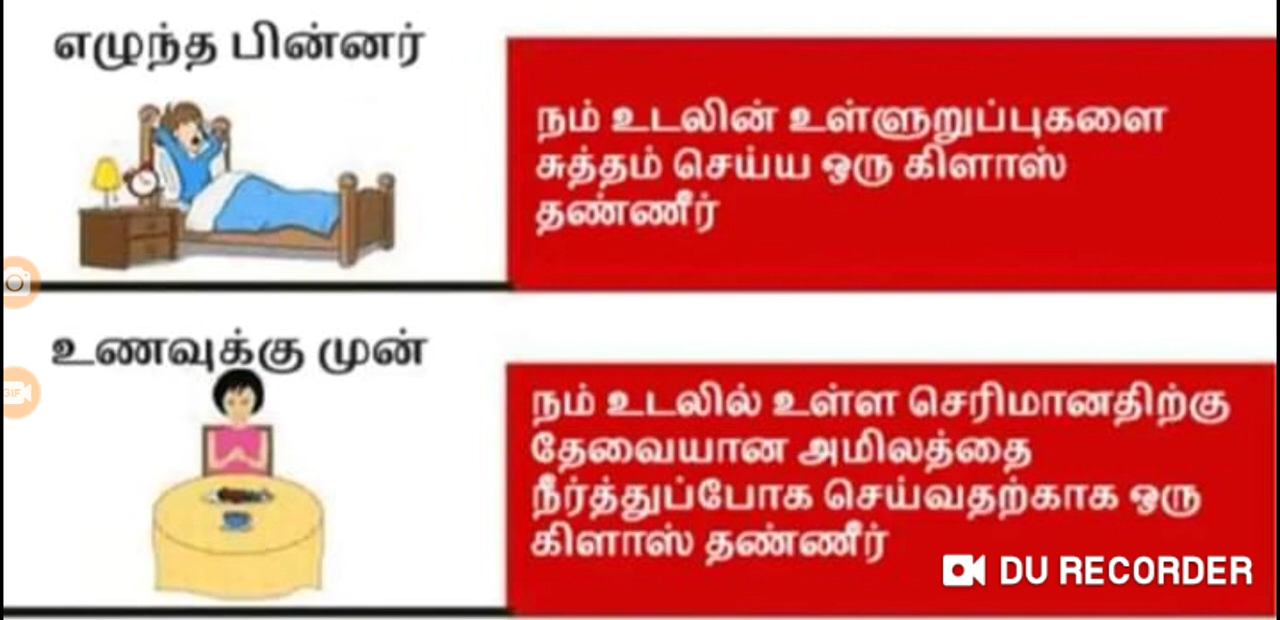 எழுந்த பின்னர்
நம் உடலின் உள்ளுறுப்புகளை
சுத்தம் செய்ய ஒரு கிளாஸ்
தண்ணீர்
உணவுக்கு முன்
நம் உடலில் உள்ள செரிமானதிற்கு
தேவையான அமிலத்தை
நீர்த்துப்போக செய்வதற்காக ஒரு
கிளாஸ் தண்ணீர்
GIF
DU RECORDER